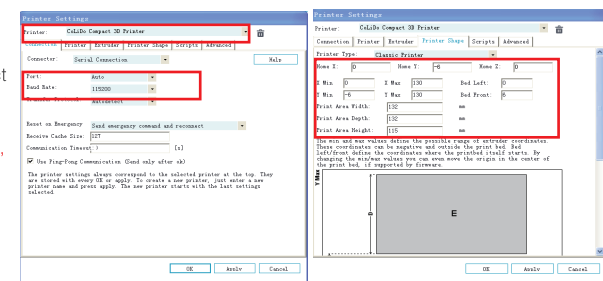 st
,
Printer Settings
Printer: CoLiDo Compact 3D Printer
Connection Printer Extruder Printer Shape Scripts Advanced
Connector: Serial Connection Help
Port: Auto
Baud Rate: 115200
Transfer Protocol Autodetect
Reset on Emergency Send emergency command and reconnect
Receive Cache Size: 127
Communication Timeout: [s]
Use Ping-Pong Communication (Send only after ok)
The printer settings always correspond to the selected printer at the top. They
are stored with every OK or apply. To create a new printer, just enter a new
printer name and press apply. The new printer starts with the last settings
selected.
OK Apply Cancel
Printer Settings
Printer: CoLiDo Compact 3D Printer
Connection Printer Extruder Printer Shape Scripts Advanced
Printer Type: Classic Printer
Home X: 0 Home Y: -6 Home Z: 0
X Min 0 X Max 130 Bed Left: 0
Y Min -6 Y Max 130 Bed Front: 6
Print Area Width: 132 mm
Print Area Depth: 132 mm
Print Area Height: 115 mm
The min and max values define the possible range of extruder coordinates.
These coordinates can be negative and outside the print bed. Bed
left/front define the coordinates where the printbed itself starts. By
changing the min/max values you can even move the origin in the center of
the print bed, if supported by firmware.
Y Max
D
E
OK Apply Cancel